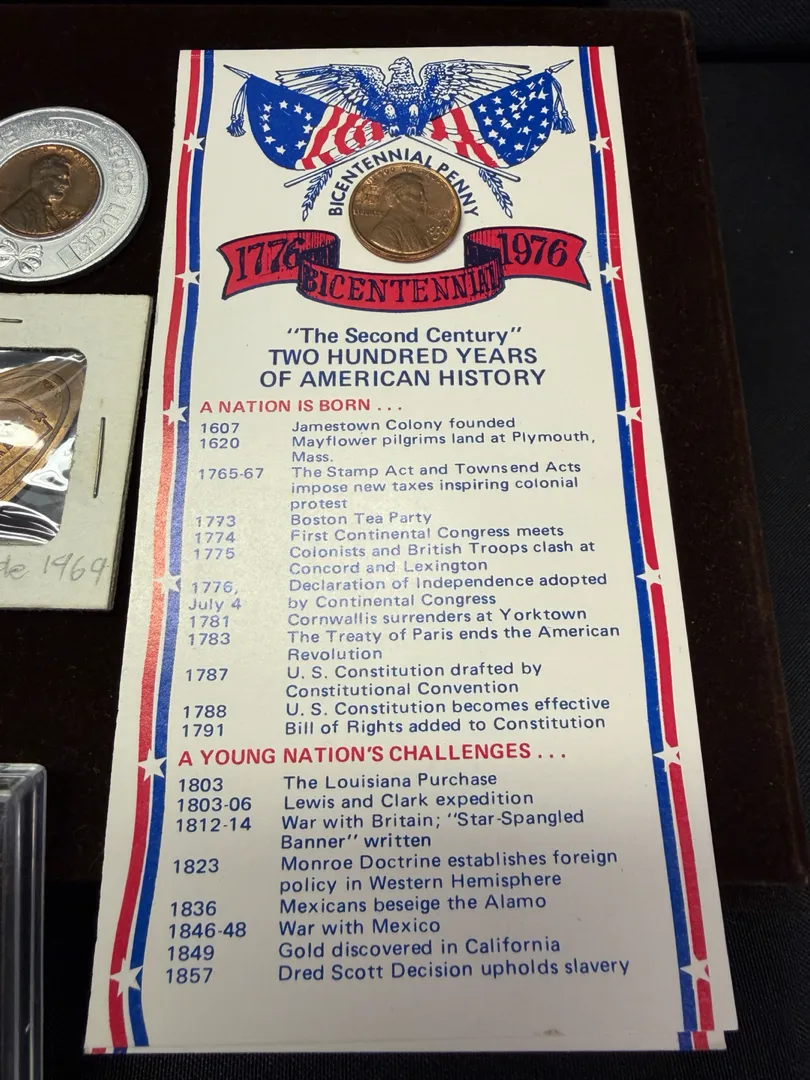 GOOD LUCK
de 1969
BICENTENNIAL PENNY
1776 1976
BICENTENNIAL
"The Second Century"
TWO HUNDRED YEARS
OF AMERICAN HISTORY
A NATION IS BORN . . .
1607 Jamestown Colony founded
1620 Mayflower pilgrims land at Plymouth,
Mass.
1765-67 The Stamp Act and Townsend Acts
impose new taxes inspiring colonial
protest
1773 Boston Tea Party
1774 First Continental Congress meets
1775 Colonists and British Troops clash at
Concord and Lexington
1776, Declaration of Independence adopted
July 4 by Continental Congress
1781 Cornwallis surrenders at Yorktown
1783 The Treaty of Paris ends the American
Revolution
1787 U. S. Constitution drafted by
Constitutional Convention
1788 U. S. Constitution becomes effective
1791 Bill of Rights added to Constitution
A YOUNG NATION'S CHALLENGES . . .
1803 The Louisiana Purchase
1803-06 Lewis and Clark expedition
1812-14 War with Britain; "Star-Spangled
Banner" written
1823 Monroe Doctrine establishes foreign
policy in Western Hemisphere
1836 Mexicans beseige the Alamo
1846-48 War with Mexico
1849 Gold discovered in California
1857 Dred Scott Decision upholds slavery